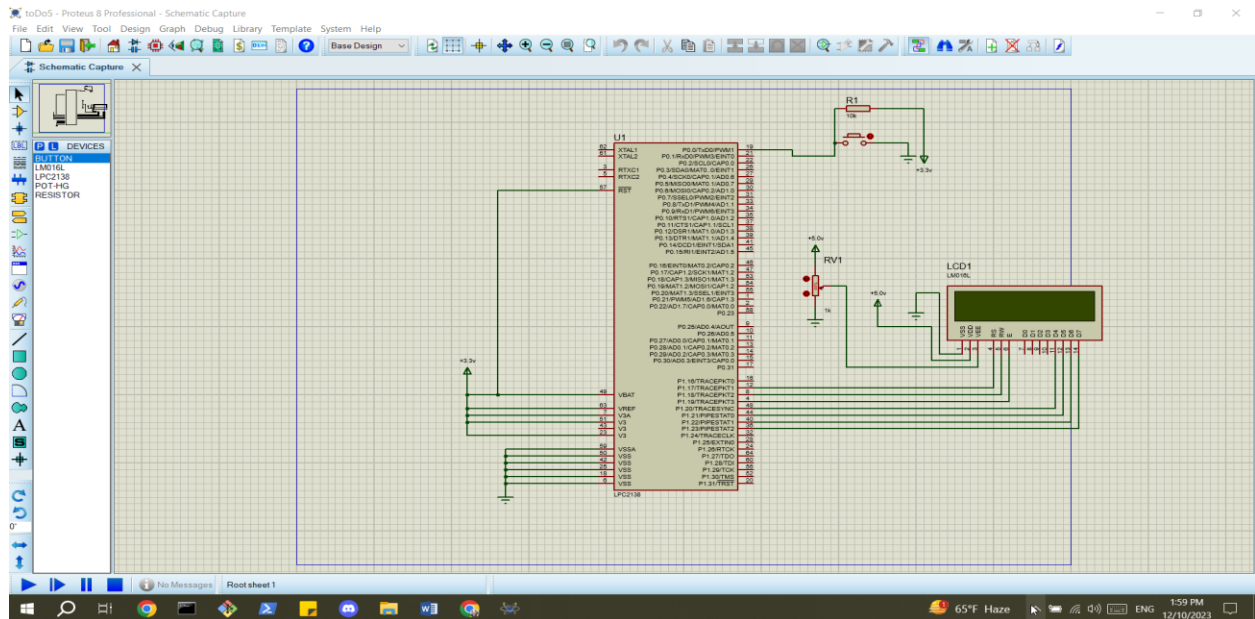 toDo5 - Proteus 8 Professional - Schematic Capture
File Edit View Tool Design Graph Debug Library Template System Help
Base Design
Schematic Capture
P L DEVICES
BUTTON
LM016L
LPC2138
POT-HG
RESISTOR
R1
10k
+3.3v
U1
XTAL1
XTAL2
RTXC1
RTXC2
RST
VBAT
VREF
V3A
V3
V3
V3
VSSA
VSS
VSS
VSS
VSS
VSS
LPC2138
P0.0/TxD0/PWM1
P0.1/RxD0/PWM3/EINT0
P0.2/SCL0/CAP0.0
P0.3/SDA0/MAT0.0/EINT1
P0.4/SCK0/CAP0.1/AD0.6
P0.5/MISO0/MAT0.1/AD0.7
P0.6/MOSI0/CAP0.2/AD1.0
P0.7/SSEL0/PWM2/EINT2
P0.8/TxD1/PWM4/AD1.1
P0.9/RxD1/PWM6/EINT3
P0.10/RTS1/CAP1.0/AD1.2
P0.11/CTS1/CAP1.1/SCL1
P0.12/DSR1/MAT1.0/AD1.3
P0.13/DTR1/MAT1.1/AD1.4
P0.14/DCD1/EINT1/SDA1
P0.15/RI1/EINT2/AD1.5
P0.16/EINT0/MAT0.2/CAP0.2
P0.17/CAP1.2/SCK1/MAT1.2
P0.18/CAP1.3/MISO1/MAT1.3
P0.19/MAT1.2/MOSI1/CAP1.2
P0.20/MAT1.3/SSEL1/EINT3
P0.21/PWM5/AD1.6/CAP1.3
P0.22/AD1.7/CAP0.0/MAT0.0
P0.23
P0.25/AD0.4/AOUT
P0.26/AD0.5
P0.27/AD0.0/CAP0.1/MAT0.1
P0.28/AD0.1/CAP0.2/MAT0.2
P0.29/AD0.2/CAP0.3/MAT0.3
P0.30/AD0.3/EINT3/CAP0.0
P0.31
P1.16/TRACEPKT0
P1.17/TRACEPKT1
P1.18/TRACEPKT2
P1.19/TRACEPKT3
P1.20/TRACESYNC
P1.21/PIPESTAT0
P1.22/PIPESTAT1
P1.23/PIPESTAT2
P1.24/TRACECLK
P1.25/EXTIN0
P1.26/RTCK
P1.27/TDO
P1.28/TDI
P1.29/TCK
P1.30/TMS
P1.31/TRST
+3.3v
+5.0v
RV1
1k
+5.0v
LCD1
LM016L
VSS VDD VEE RS RW E D0 D1 D2 D3 D4 D5 D6 D7
1 2 3 4 5 6 7 8 9 10 11 12 13 14
0°
No Messages
Root sheet 1
65°F Haze
ENG
1:59 PM
12/10/2023